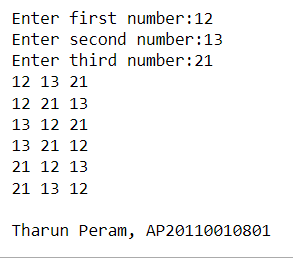 Enter first number:12
Enter second number:13
Enter third number:21
12 13 21
12 21 13
13 12 21
13 21 12
21 12 13
21 13 12
Tharun Peram, AP20110010801